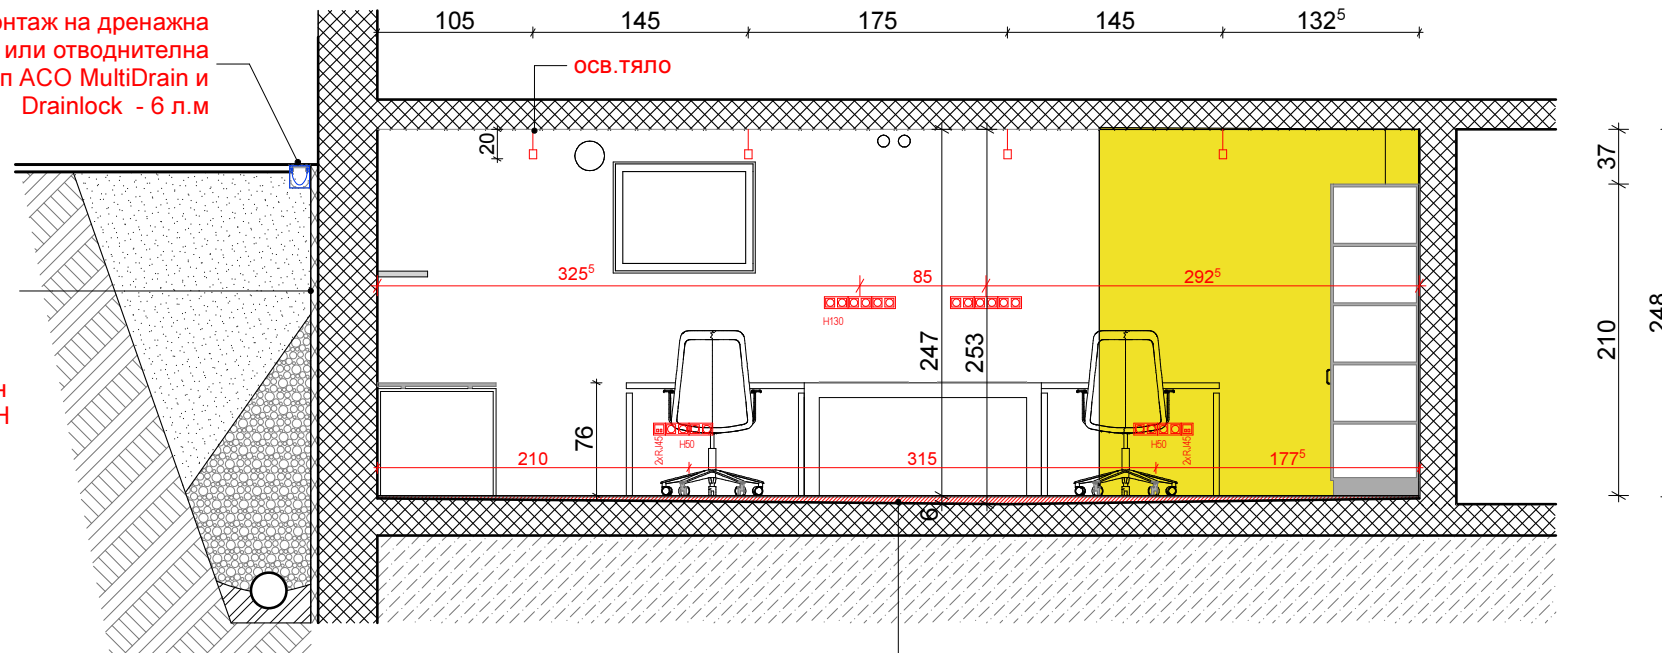 онтаж на дренажна
или отводнителна
п ACO MultiDrain и
Drainlock - 6 л.м
105
145
175
145
132⁵
осв.тяло
20
37
325⁵
85
292⁵
H130
247
253
210
248
н
Н
76
2xRJ45
H50
H50
2xRJ45
210
315
177⁵
6